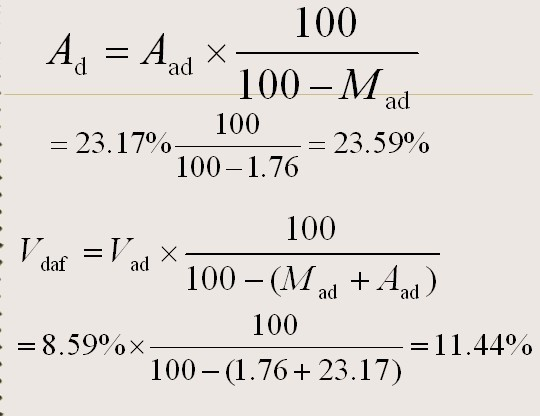 A_d = A_ad × 100 / (100 − M_ad)
= 23.17% 100 / (100 − 1.76) = 23.59%
V_daf = V_ad × 100 / (100 − (M_ad + A_ad))
= 8.59% × 100 / (100 − (1.76 + 23.17)) = 11.44%